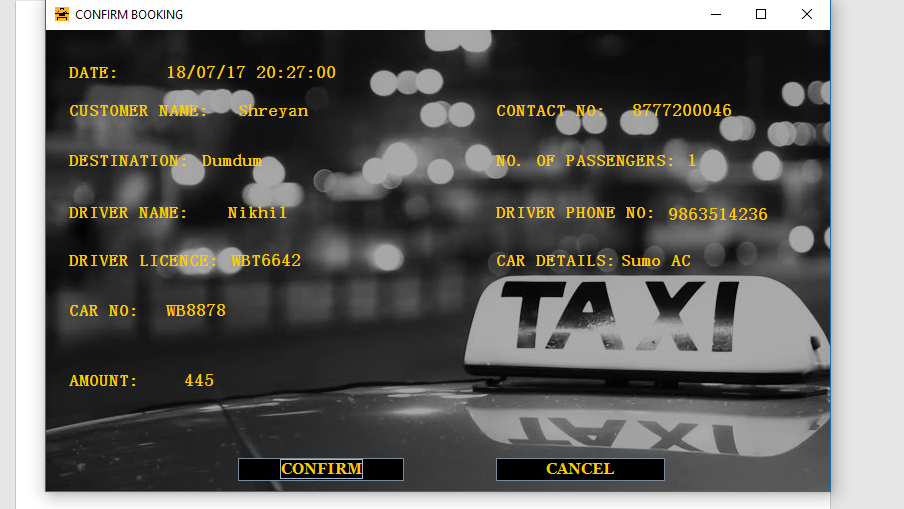 CONFIRM BOOKING
DATE: 18/07/17 20:27:00
CUSTOMER NAME: Shreyan CONTACT NO: 8777200046
DESTINATION: Dumdum NO. OF PASSENGERS: 1
DRIVER NAME: Nikhil DRIVER PHONE NO: 9863514236
DRIVER LICENCE: WBT6642 CAR DETAILS: Sumo AC
CAR NO: WB8878
TAXI
AMOUNT: 445
CONFIRM CANCEL